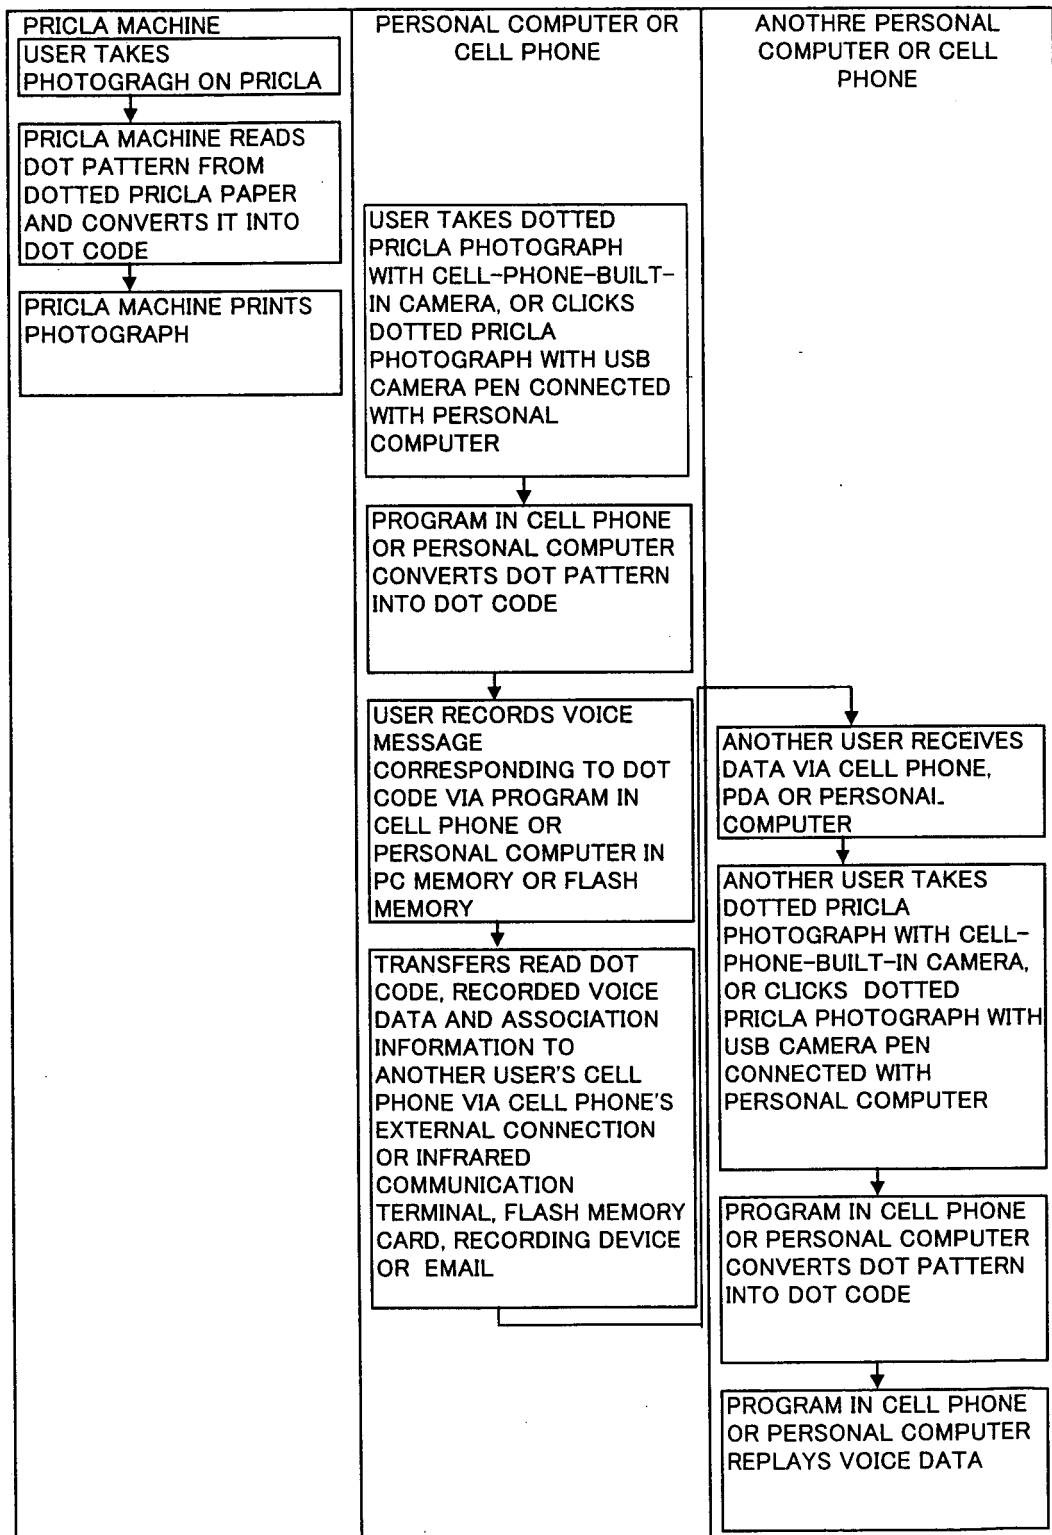 PRICLA MACHINE
USER TAKES
PHOTOGRAGH ON PRICLA
PRICLA MACHINE READS
DOT PATTERN FROM
DOTTED PRICLA PAPER
AND CONVERTS IT INTO
DOT CODE
PRICLA MACHINE PRINTS
PHOTOGRAPH
PERSONAL COMPUTER OR
CELL PHONE
USER TAKES DOTTED
PRICLA PHOTOGRAPH
WITH CELL-PHONE-BUILT-
IN CAMERA, OR CLICKS
DOTTED PRICLA
PHOTOGRAPH WITH USB
CAMERA PEN CONNECTED
WITH PERSONAL
COMPUTER
PROGRAM IN CELL PHONE
OR PERSONAL COMPUTER
CONVERTS DOT PATTERN
INTO DOT CODE
USER RECORDS VOICE
MESSAGE
CORRESPONDING TO DOT
CODE VIA PROGRAM IN
CELL PHONE OR
PERSONAL COMPUTER IN
PC MEMORY OR FLASH
MEMORY
TRANSFERS READ DOT
CODE, RECORDED VOICE
DATA AND ASSOCIATION
INFORMATION TO
ANOTHER USER'S CELL
PHONE VIA CELL PHONE'S
EXTERNAL CONNECTION
OR INFRARED
COMMUNICATION
TERMINAL, FLASH MEMORY
CARD, RECORDING DEVICE
OR EMAIL
ANOTHRE PERSONAL
COMPUTER OR CELL
PHONE
ANOTHER USER RECEIVES
DATA VIA CELL PHONE,
PDA OR PERSONAL
COMPUTER
ANOTHER USER TAKES
DOTTED PRICLA
PHOTOGRAPH WITH CELL-
PHONE-BUILT-IN CAMERA,
OR CLICKS DOTTED
PRICLA PHOTOGRAPH WITH
USB CAMERA PEN
CONNECTED WITH
PERSONAL COMPUTER
PROGRAM IN CELL PHONE
OR PERSONAL COMPUTER
CONVERTS DOT PATTERN
INTO DOT CODE
PROGRAM IN CELL PHONE
OR PERSONAL COMPUTER
REPLAYS VOICE DATA